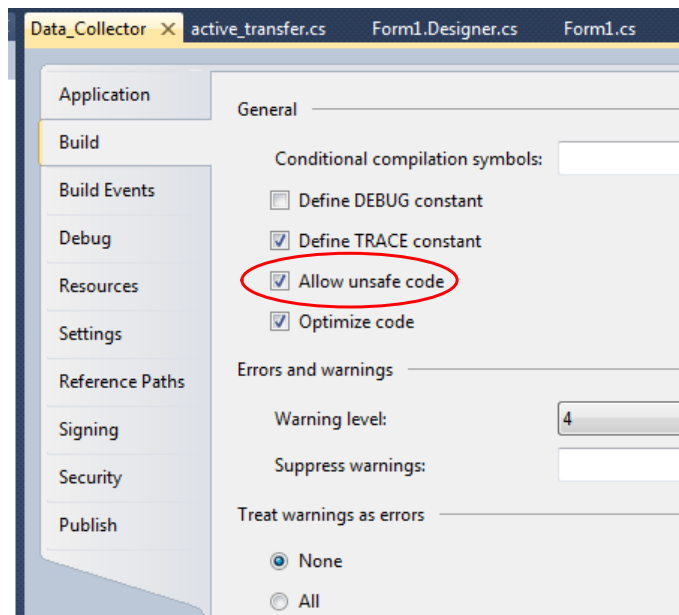 Data_Collector active_transfer.cs Form1.Designer.cs Form1.cs
Application
Build
Build Events
Debug
Resources
Settings
Reference Paths
Signing
Security
Publish
General
Conditional compilation symbols:
Define DEBUG constant
Define TRACE constant
Allow unsafe code
Optimize code
Errors and warnings
Warning level:
4
Suppress warnings:
Treat warnings as errors
None
All